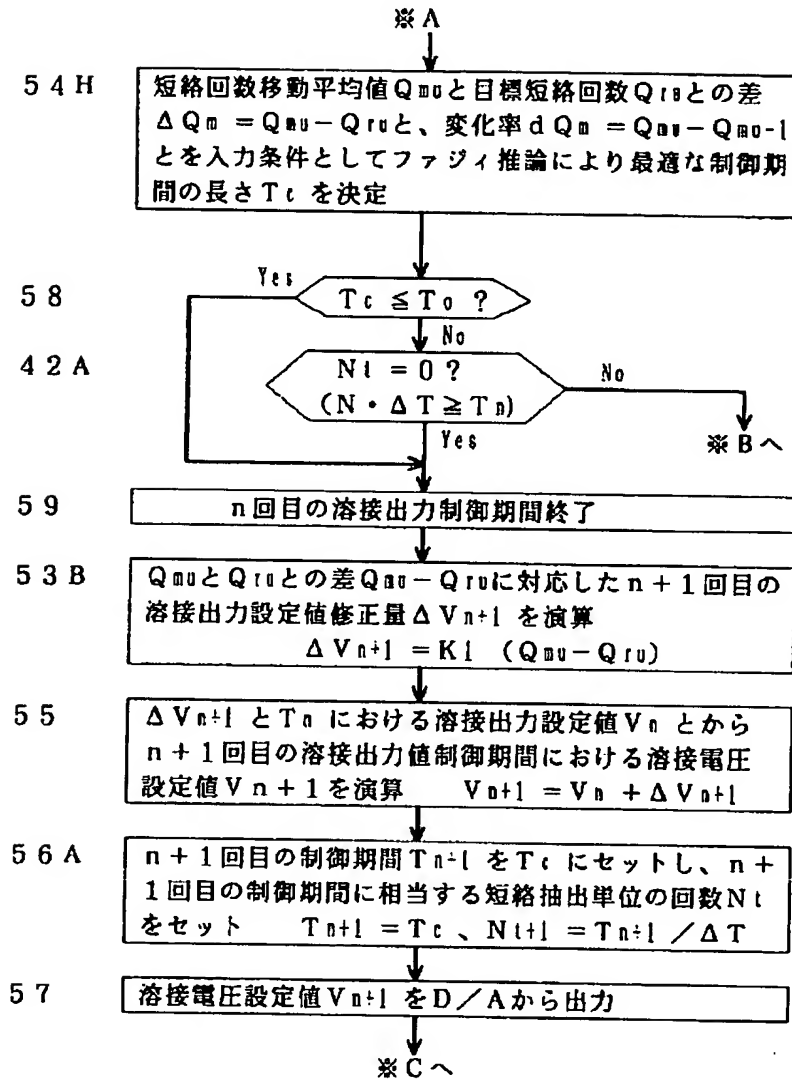 ※A
54H
短絡回数移動平均値Qmuと目標短絡回数Qruとの差
ΔQm＝Qmu−Qruと、変化率dQm＝Qmu−Qmu-1
とを入力条件としてファジィ推論により最適な制御期
間の長さTcを決定
58
Yes
Tc≦To？
No
42A
Nt＝0？
(N・ΔT≧Tn)
No
Yes
※Bへ
59
n回目の溶接出力制御期間終了
53B
QmuとQruとの差Qmu−Qruに対応したn＋1回目の
溶接出力設定値修正量ΔVn+1を演算
ΔVn+1＝K1（Qmu−Qru）
55
ΔVn+1とTnにおける溶接出力設定値Vnとから
n＋1回目の溶接出力値制御期間における溶接電圧
設定値Vn＋1を演算　Vn+1＝Vn＋ΔVn+1
56A
n＋1回目の制御期間Tn+1をTcにセットし、n＋
1回目の制御期間に相当する短絡抽出単位の回数Nt
をセット　Tn+1＝Tc、Nt+1＝Tn+1／ΔT
57
溶接電圧設定値Vn+1をD／Aから出力
※Cへ